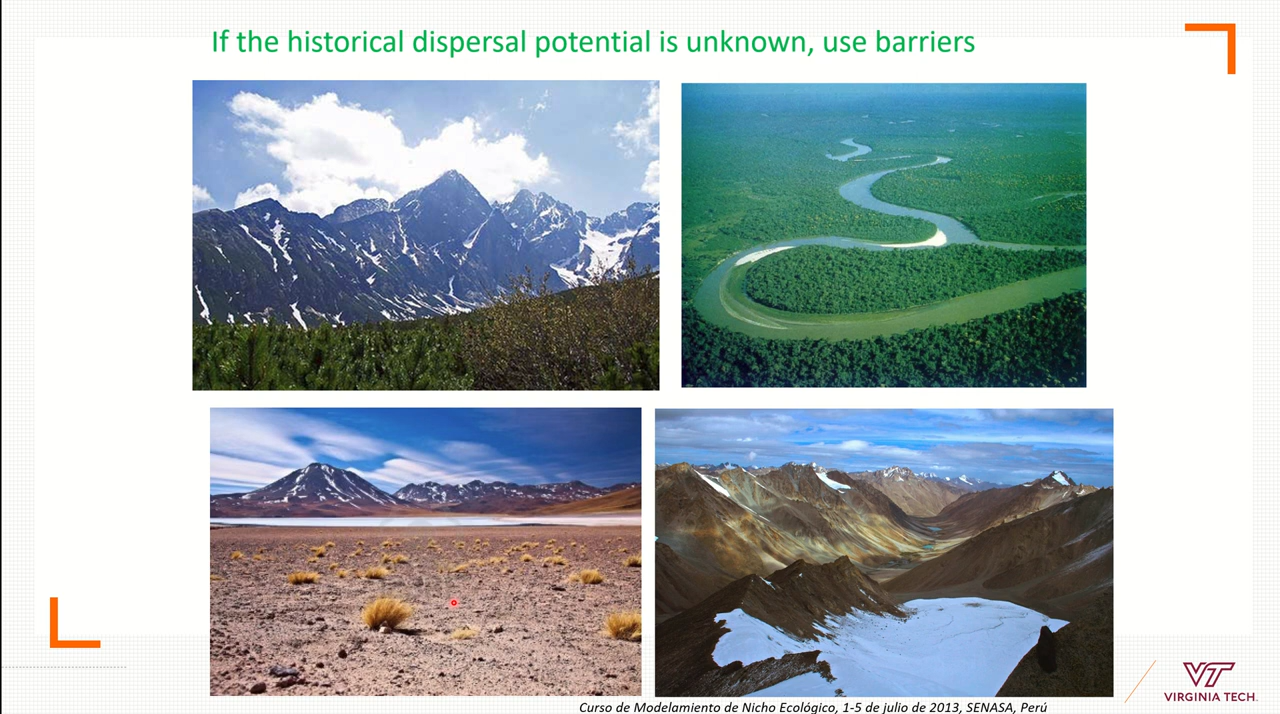 If the historical dispersal potential is unknown, use barriers
Curso de Modelamiento de Nicho Ecológico, 1-5 de julio de 2013, SENASA, Perú
VT
VIRGINIA TECH.